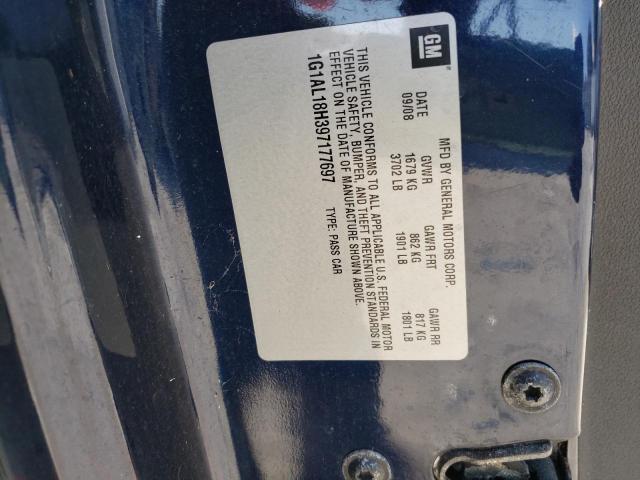 GM
MFD BY GENERAL MOTORS CORP.
DATE GVWR GAWR FRT GAWR RR
09/08 1679 KG 862 KG 817 KG
3702 LB 1901 LB 1801 LB
THIS VEHICLE CONFORMS TO ALL APPLICABLE U.S. FEDERAL MOTOR
VEHICLE SAFETY, BUMPER, AND THEFT PREVENTION STANDARDS IN
EFFECT ON THE DATE OF MANUFACTURE SHOWN ABOVE.
1G1AL18H397177697 TYPE: PASS CAR